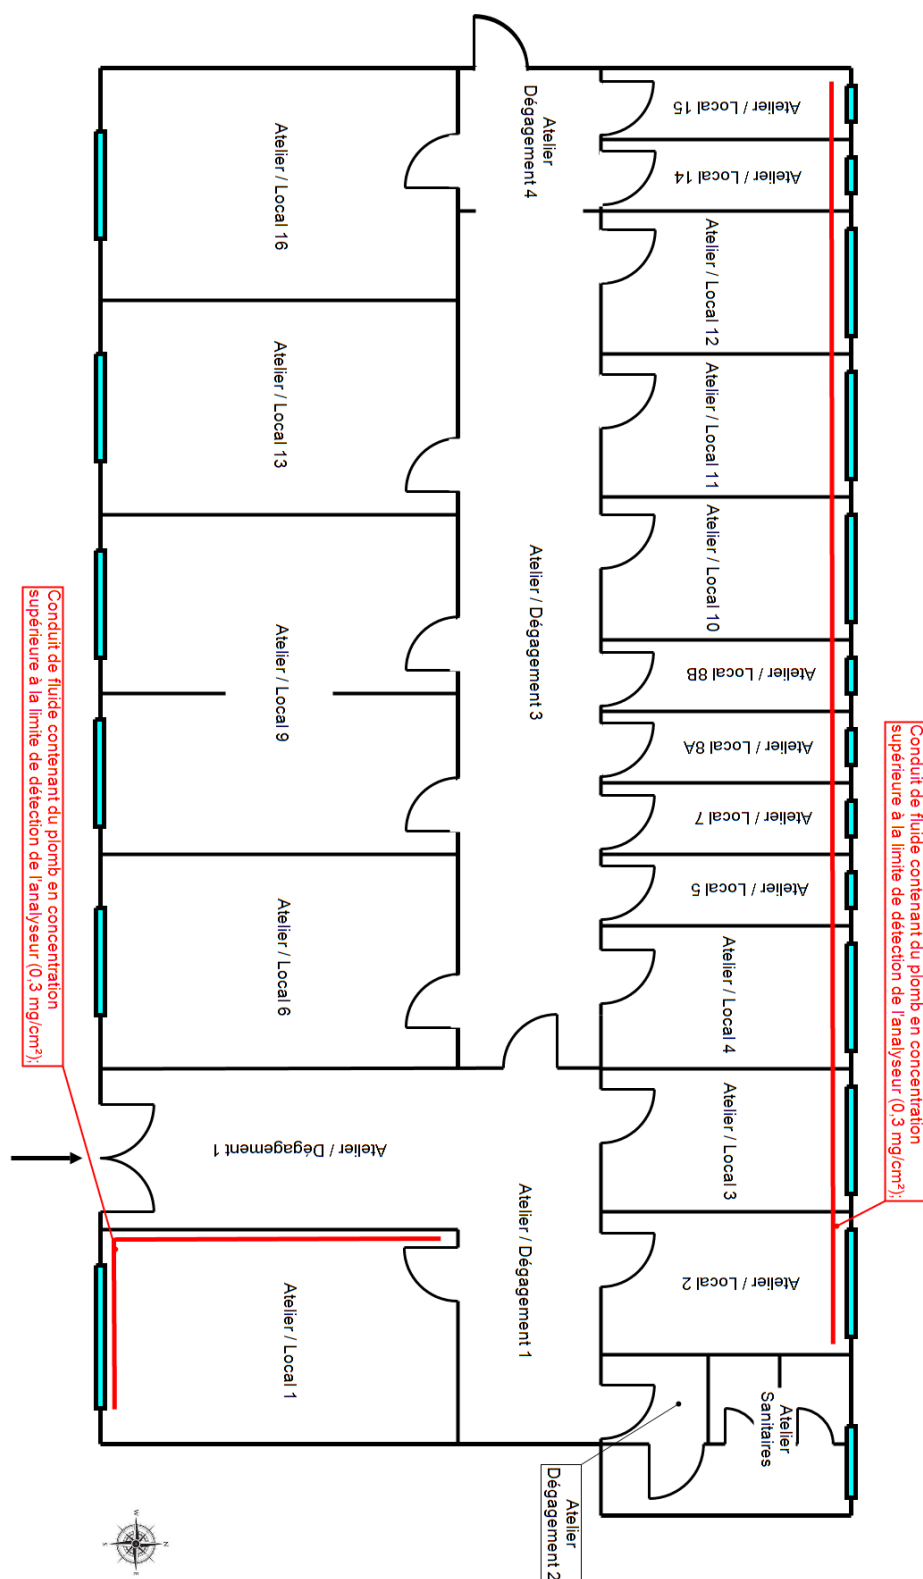 Atelier
Dégagement 4
Atelier / Local 15
Atelier / Local 14
Atelier / Local 16
Atelier / Local 12
Atelier / Local 13
Atelier / Local 11
Atelier / Local 10
Atelier / Dégagement 3
Atelier / Local 9
Atelier / Local 8B
Atelier / Local 8A
Atelier / Local 7
Atelier / Local 5
Atelier / Local 6
Atelier / Local 4
Atelier / Local 3
Atelier / Dégagement 1
Atelier / Dégagement 1
Atelier / Local 2
Atelier / Local 1
Atelier
Sanitaires
Atelier
Dégagement 2
Conduit de fluide contenant du plomb en concentration
supérieure à la limite de détection de l'analyseur (0,3 mg/cm²);
Conduit de fluide contenant du plomb en concentration
supérieure à la limite de détection de l'analyseur (0,3 mg/cm²);
N
E
S
W